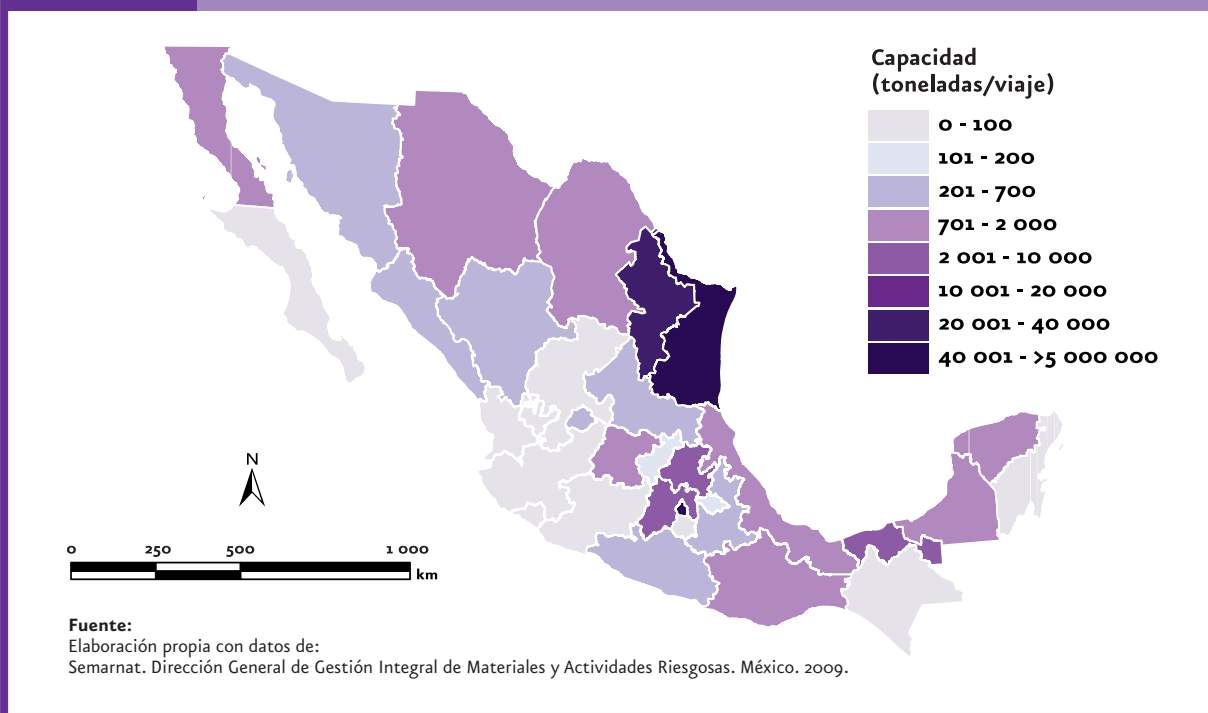 Capacidad
(toneladas/viaje)
0 - 100
101 - 200
201 - 700
701 - 2 000
2 001 - 10 000
10 001 - 20 000
20 001 - 40 000
40 001 - >5 000 000
N
0 250 500 1 000
km
Fuente:
Elaboración propia con datos de:
Semarnat. Dirección General de Gestión Integral de Materiales y Actividades Riesgosas. México. 2009.